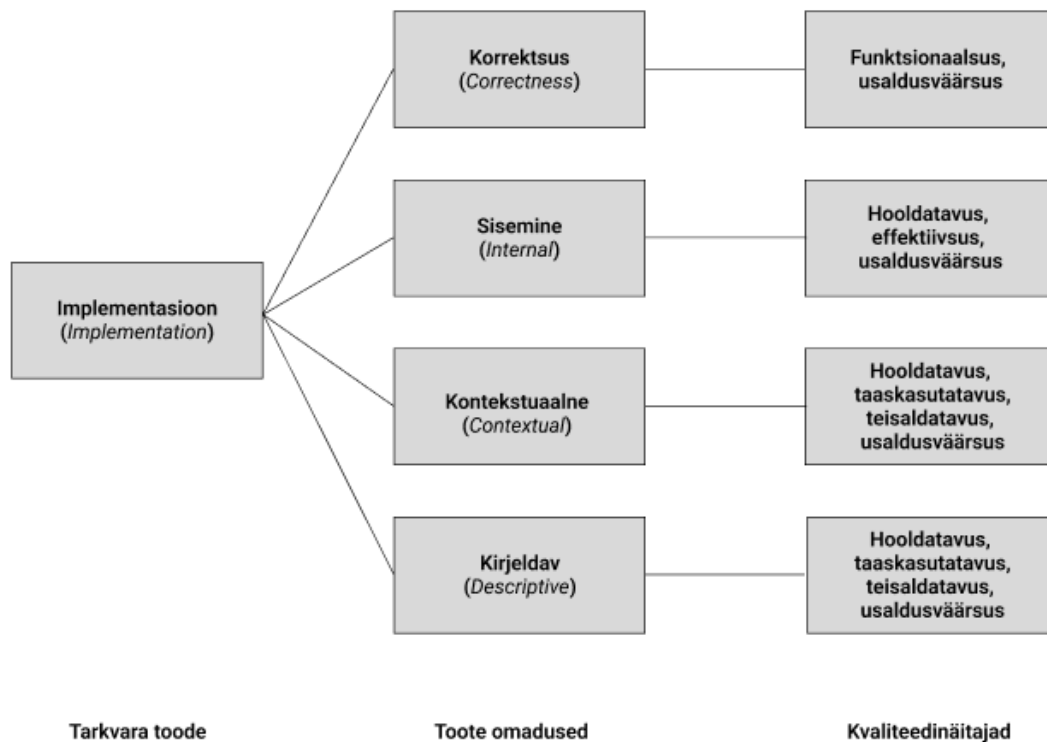 Korrektsus
(Correctness)
Funktsionaalsus,
usaldusväärsus
Sisemine
(Internal)
Hooldatavus,
effektiivsus,
usaldusväärsus
Implementasioon
(Implementation)
Kontekstuaalne
(Contextual)
Hooldatavus,
taaskasutatavus,
teisaldatavus,
usaldusväärsus
Kirjeldav
(Descriptive)
Hooldatavus,
taaskasutatavus,
teisaldatavus,
usaldusväärsus
Tarkvara toode
Toote omadused
Kvaliteedinäitajad